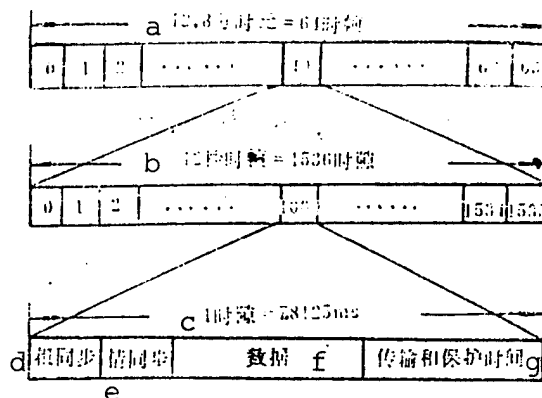 a 12.8分时元=64时帧
0 1 2 ...... ......
b 12秒时帧=1536时隙
0 1 2 ...... ......
c 1时隙=7.8125ms
d 粗同步 精同步 数据 f 传输和保护时间 g
e